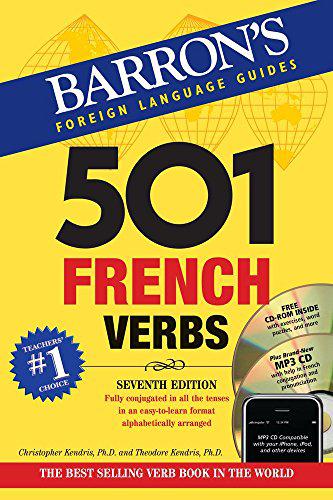 BARRON'S
FOREIGN LANGUAGE GUIDES
501
FRENCH
VERBS
TEACHERS'
#1
CHOICE
SEVENTH EDITION
Fully conjugated in all the tenses
in an easy-to-learn format
alphabetically arranged
FREE
CD-ROM INSIDE
with exercises, word
puzzles, and more
Plus Brand-New
MP3 CD
with help in French
conjugation and
pronunciation
MP3 CD Compatible
with your iPhone, iPod,
and other devices
Christopher Kendris, Ph.D. and Theodore Kendris, Ph.D.
THE BEST SELLING VERB BOOK IN THE WORLD